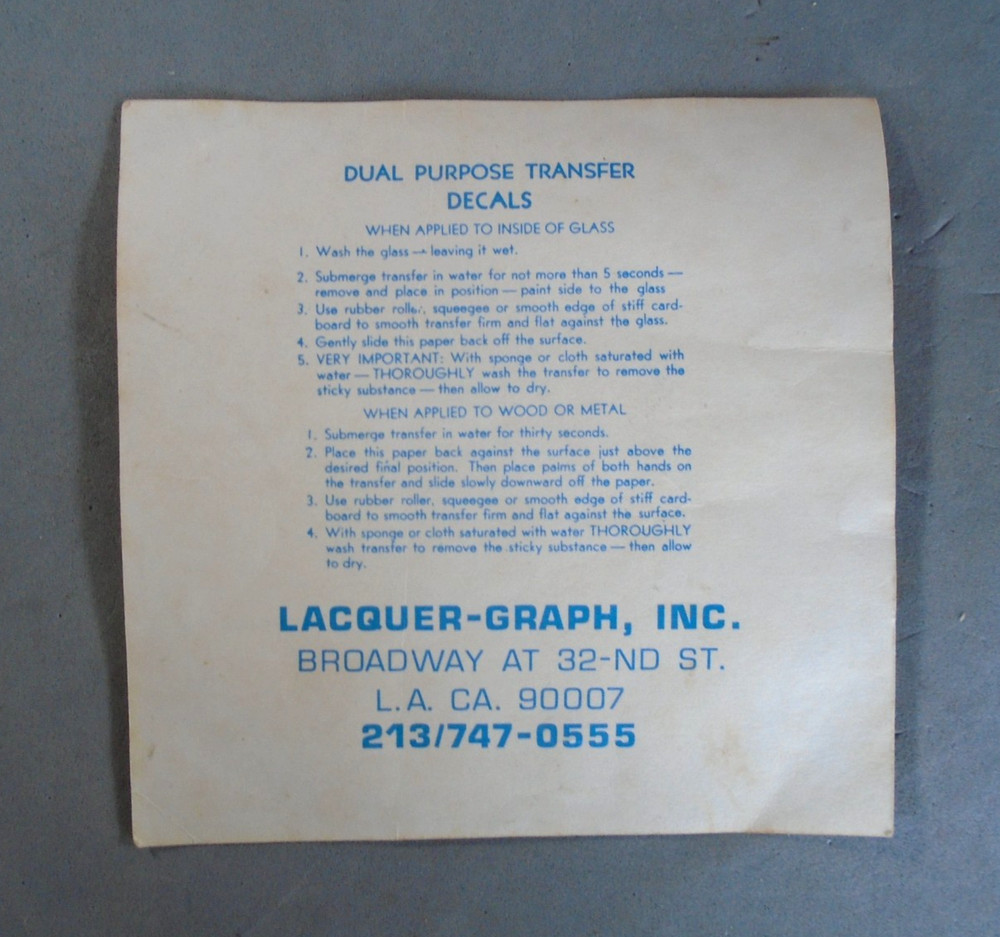 DUAL PURPOSE TRANSFER
DECALS
WHEN APPLIED TO INSIDE OF GLASS
1. Wash the glass — leaving it wet.
2. Submerge transfer in water for not more than 5 seconds —
remove and place in position — paint side to the glass
3. Use rubber roller, squeegee or smooth edge of stiff card-
board to smooth transfer firm and flat against the glass.
4. Gently slide this paper back off the surface.
5. VERY IMPORTANT: With sponge or cloth saturated with
water — THOROUGHLY wash the transfer to remove the
sticky substance — then allow to dry.
WHEN APPLIED TO WOOD OR METAL
1. Submerge transfer in water for thirty seconds.
2. Place this paper back against the surface just above the
desired final position. Then place palms of both hands on
the transfer and slide slowly downward off the paper.
3. Use rubber roller, squeegee or smooth edge of stiff card-
board to smooth transfer firm and flat against the surface.
4. With sponge or cloth saturated with water THOROUGHLY
wash transfer to remove the sticky substance — then allow
to dry.
LACQUER-GRAPH, INC.
BROADWAY AT 32-ND ST.
L.A. CA. 90007
213/747-0555